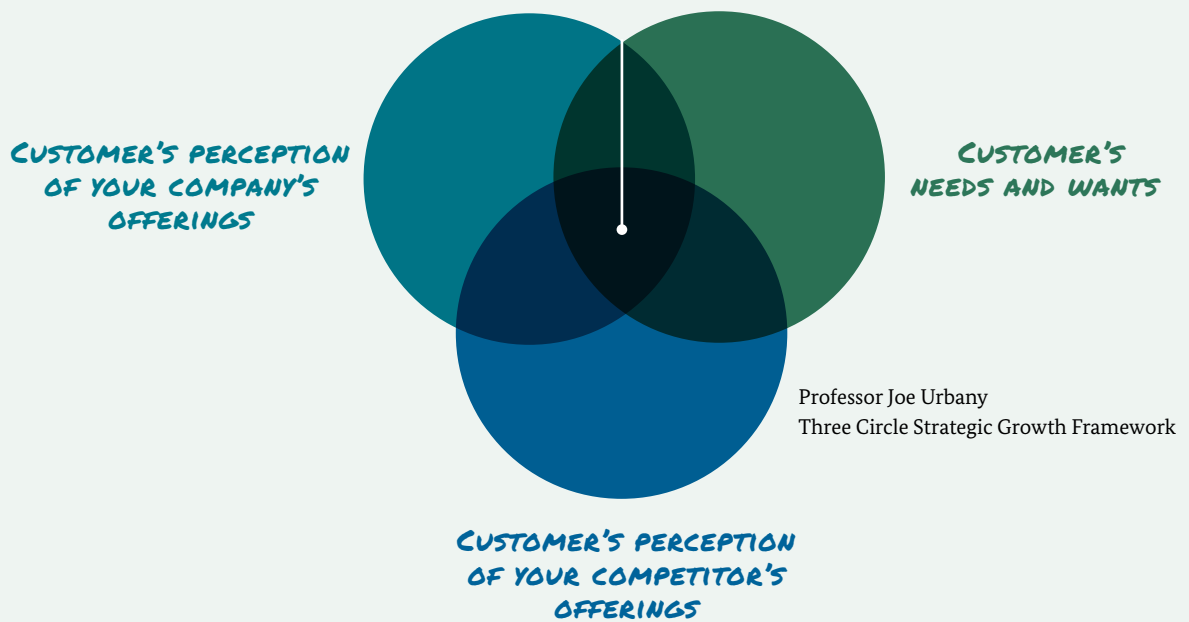 CUSTOMER'S PERCEPTION
OF YOUR COMPANY'S
OFFERINGS
CUSTOMER'S
NEEDS AND WANTS
Professor Joe Urbany
Three Circle Strategic Growth Framework
CUSTOMER'S PERCEPTION
OF YOUR COMPETITOR'S
OFFERINGS